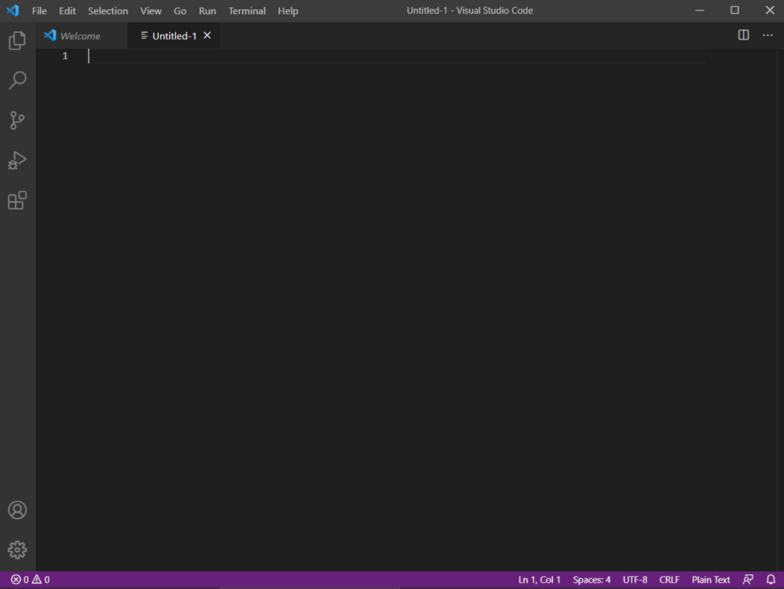 File Edit Selection View Go Run Terminal Help Untitled-1 - Visual Studio Code
Welcome Untitled-1
1
0 0 Ln 1, Col 1 Spaces: 4 UTF-8 CRLF Plain Text